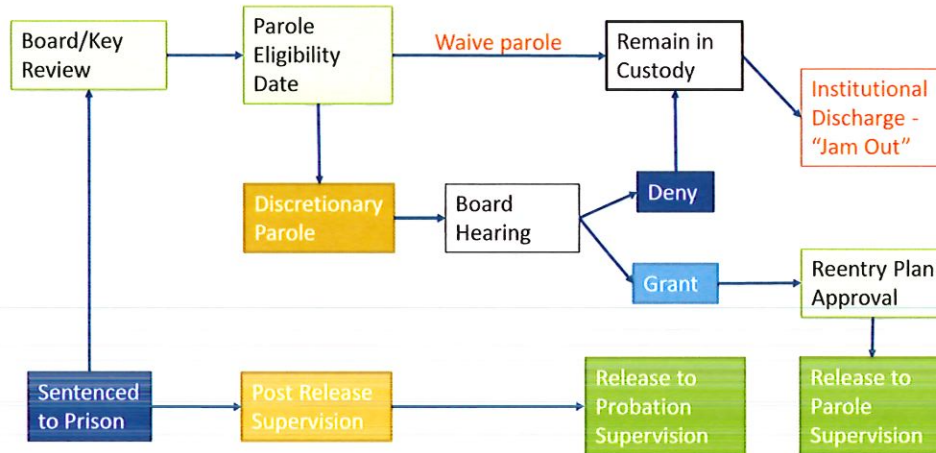 Board/Key
Review
Parole
Eligibility
Date
Waive parole
Remain in
Custody
Institutional
Discharge -
“Jam Out”
Discretionary
Parole
Board
Hearing
Deny
Grant
Reentry Plan
Approval
Sentenced
to Prison
Post Release
Supervision
Release to
Probation
Supervision
Release to
Parole
Supervision